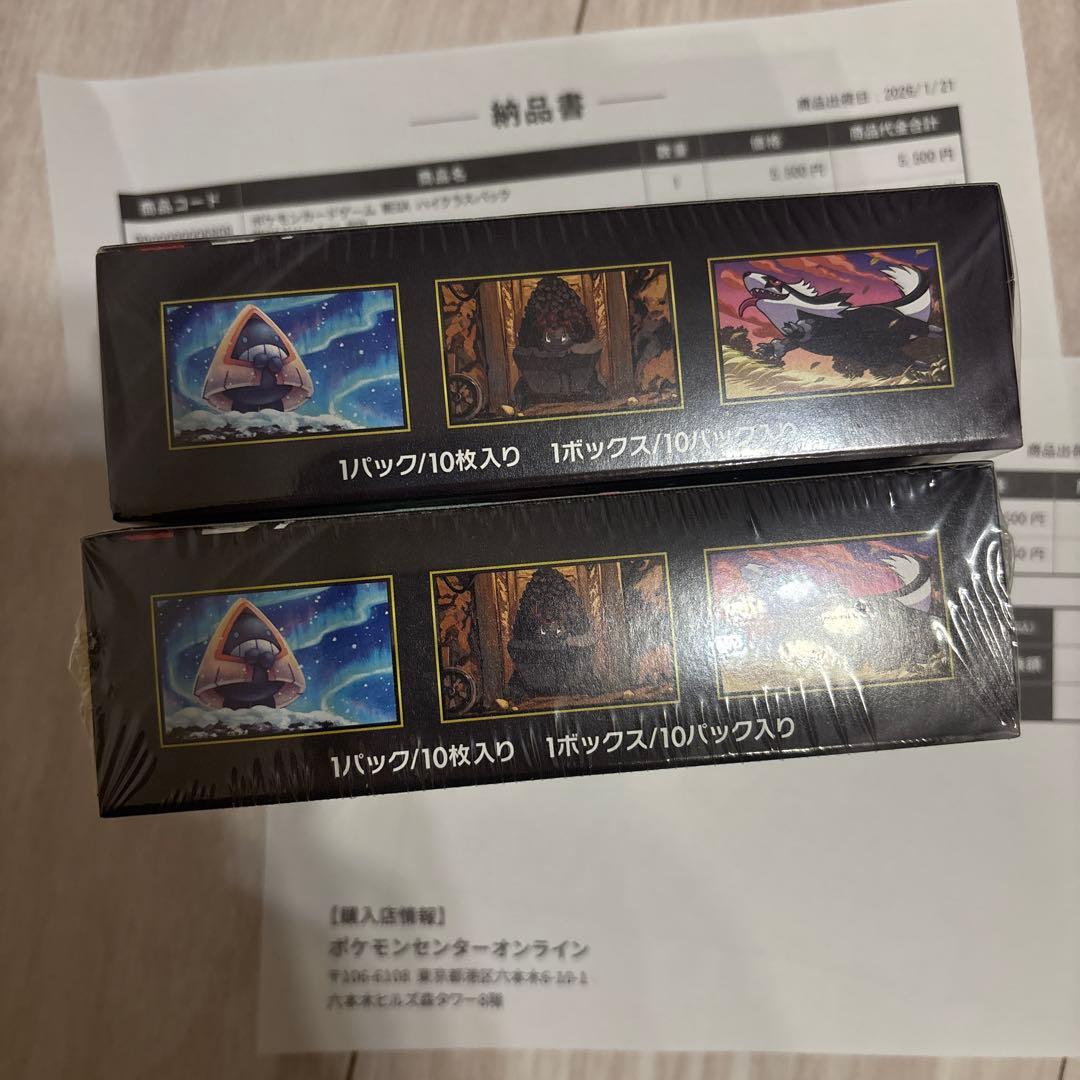 納品書
商品出荷日：2026/1/21
商品コード 商品名 数量 価格 商品代金合計
ポケモンカードゲーム MEGA ハイクラスパック 1 5,500 円 5,500 円
1パック/10枚入り 1ボックス/10パック入り
商品出荷
500 円
1パック/10枚入り 1ボックス/10パック入り
【購入店情報】
ポケモンセンターオンライン
〒106-6108 東京都港区六本木6-10-1
六本木ヒルズ森タワー8階